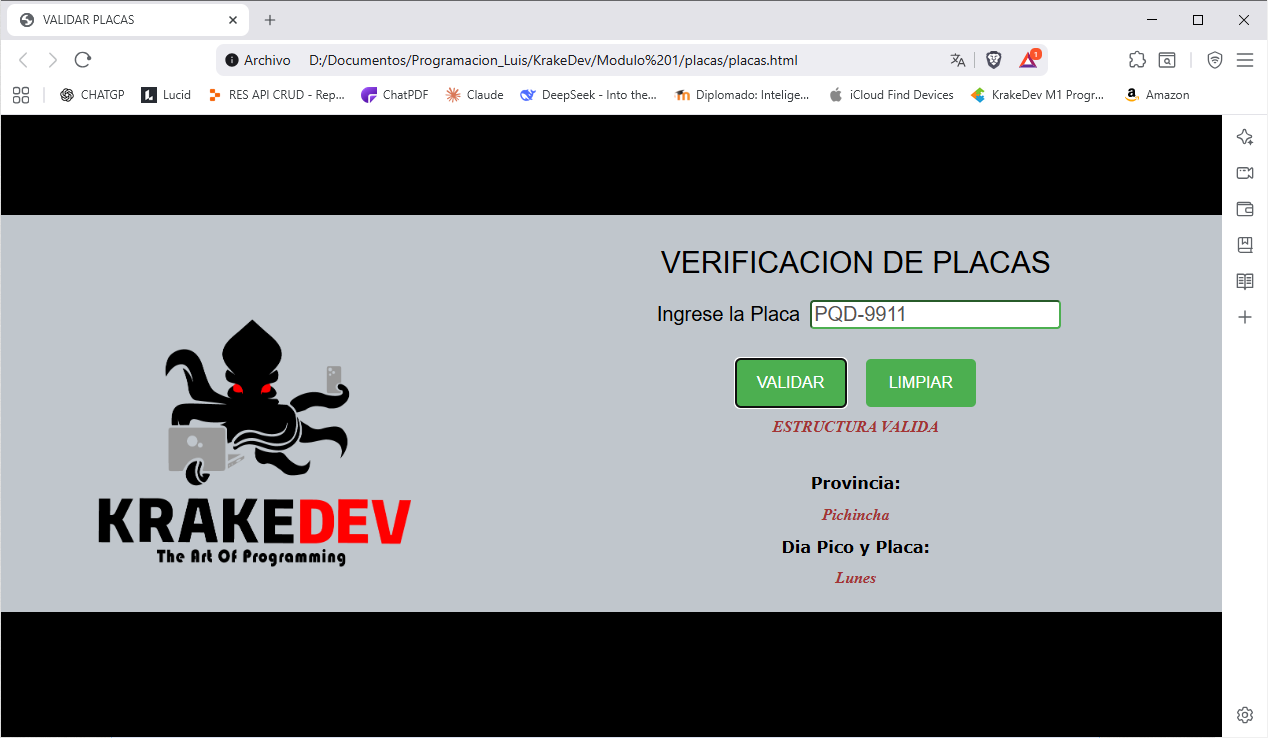 VALIDAR PLACAS
Archivo D:/Documentos/Programacion_Luis/KrakeDev/Modulo%201/placas/placas.html
1
CHATGP Lucid RES API CRUD - Rep... ChatPDF Claude DeepSeek - Into the... Diplomado: Intelige... iCloud Find Devices KrakeDev M1 Progr... Amazon
VERIFICACION DE PLACAS
Ingrese la Placa PQD-9911
VALIDAR LIMPIAR
ESTRUCTURA VALIDA
Provincia:
Pichincha
Dia Pico y Placa:
Lunes
KRAKEDEV
The Art Of Programming